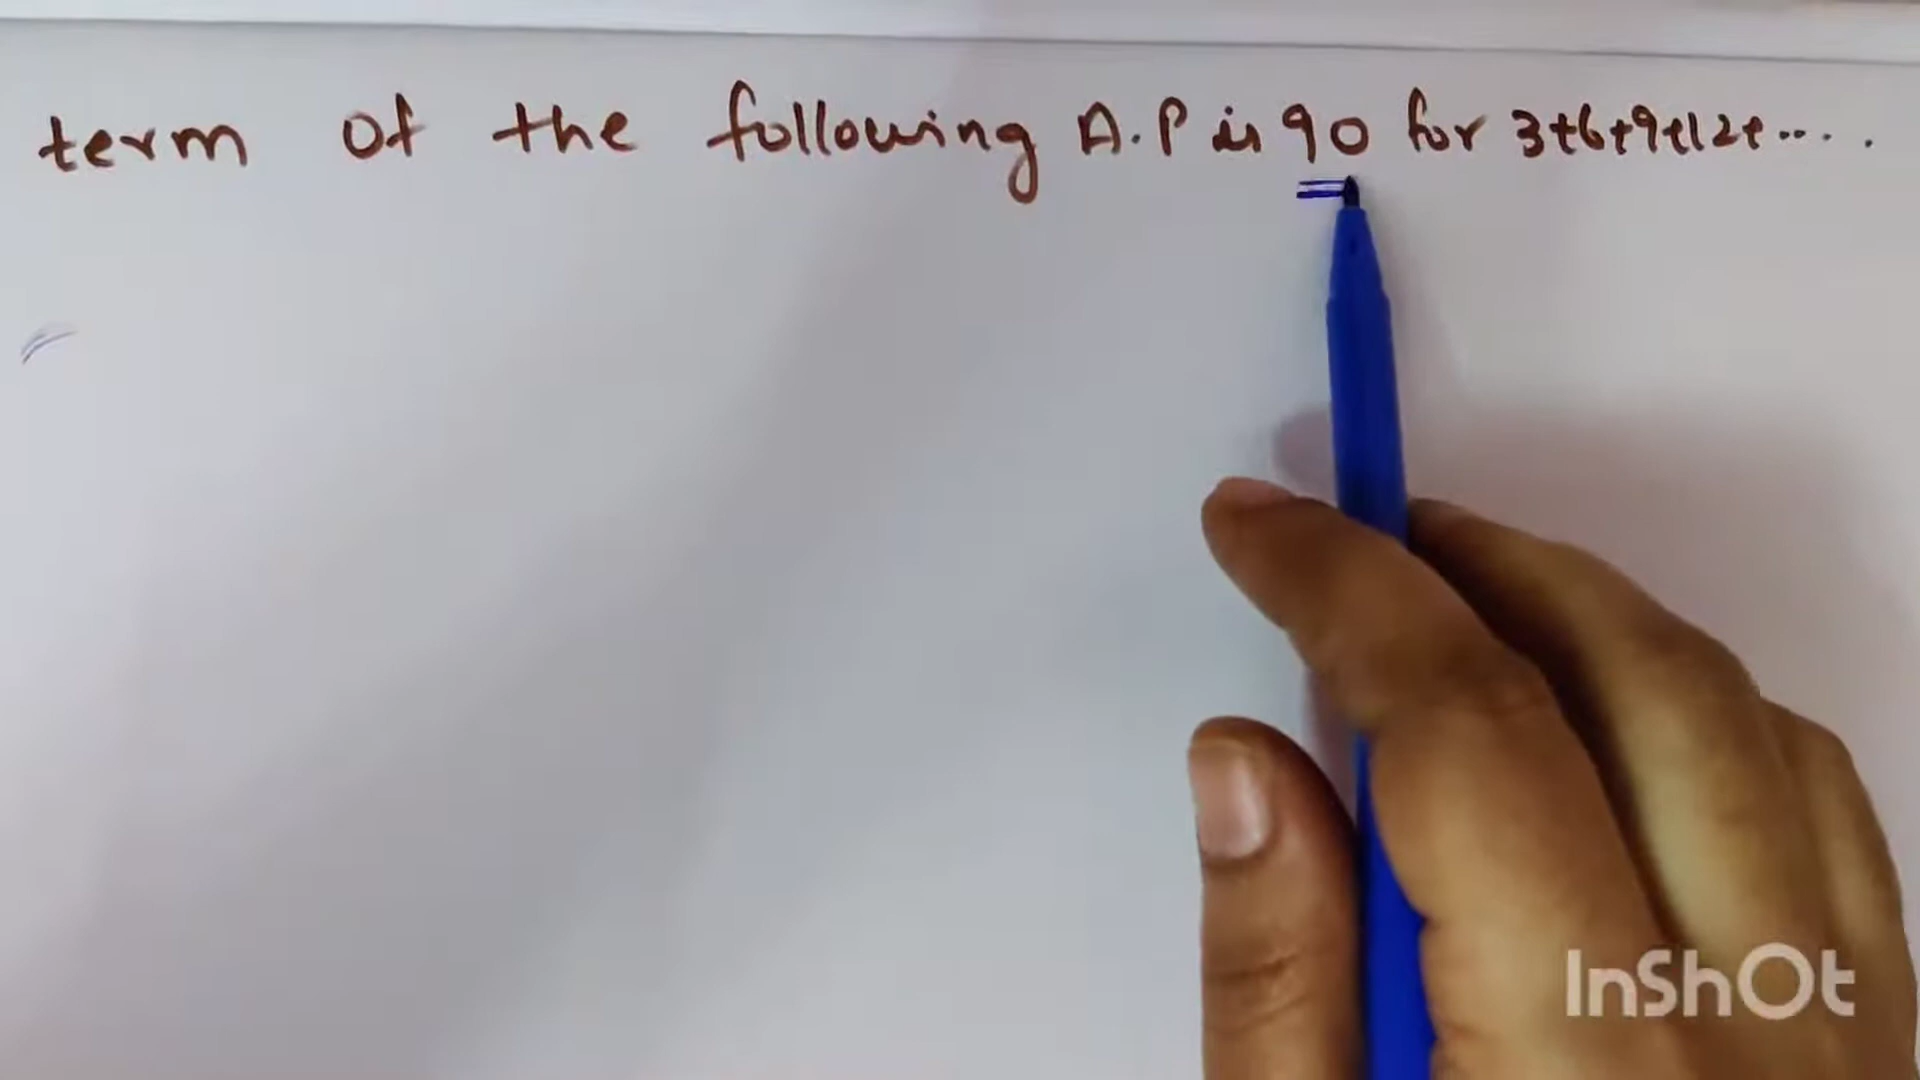 term of the following A.P is 90 for 3+6+9+12+.....
InShOt